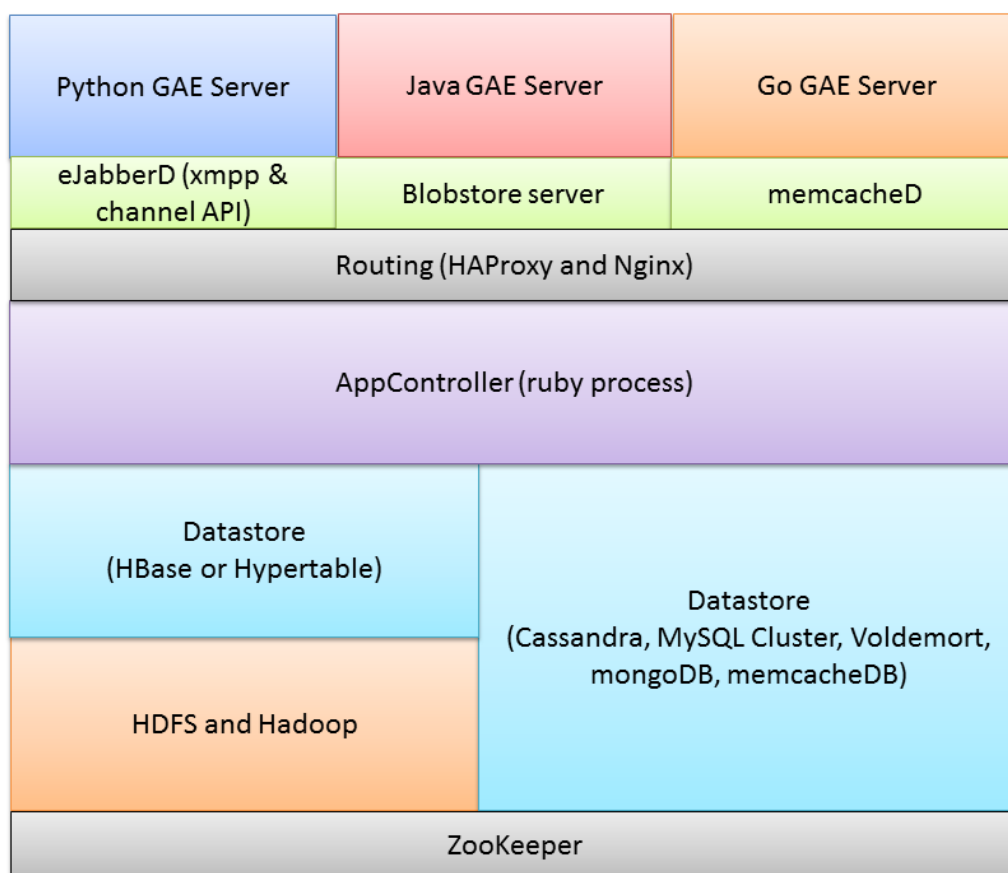 Python GAE Server
Java GAE Server
Go GAE Server
eJabberD (xmpp &
channel API)
Blobstore server
memcacheD
Routing (HAProxy and Nginx)
AppController (ruby process)
Datastore
(HBase or Hypertable)
Datastore
(Cassandra, MySQL Cluster, Voldemort,
mongoDB, memcacheDB)
HDFS and Hadoop
ZooKeeper